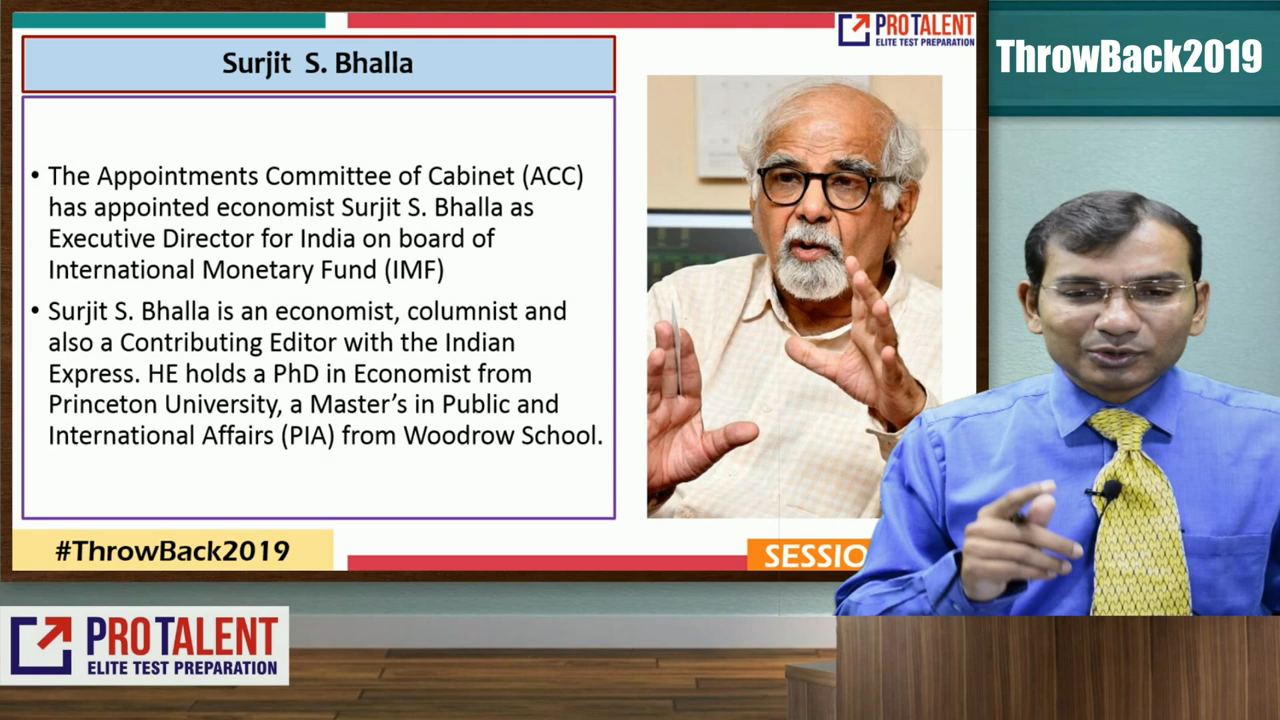 PROTALENT
ELITE TEST PREPARATION
ThrowBack2019
Surjit S. Bhalla
• The Appointments Committee of Cabinet (ACC)
has appointed economist Surjit S. Bhalla as
Executive Director for India on board of
International Monetary Fund (IMF)
• Surjit S. Bhalla is an economist, columnist and
also a Contributing Editor with the Indian
Express. HE holds a PhD in Economist from
Princeton University, a Master's in Public and
International Affairs (PIA) from Woodrow School.
#ThrowBack2019
SESSIO
PROTALENT
ELITE TEST PREPARATION